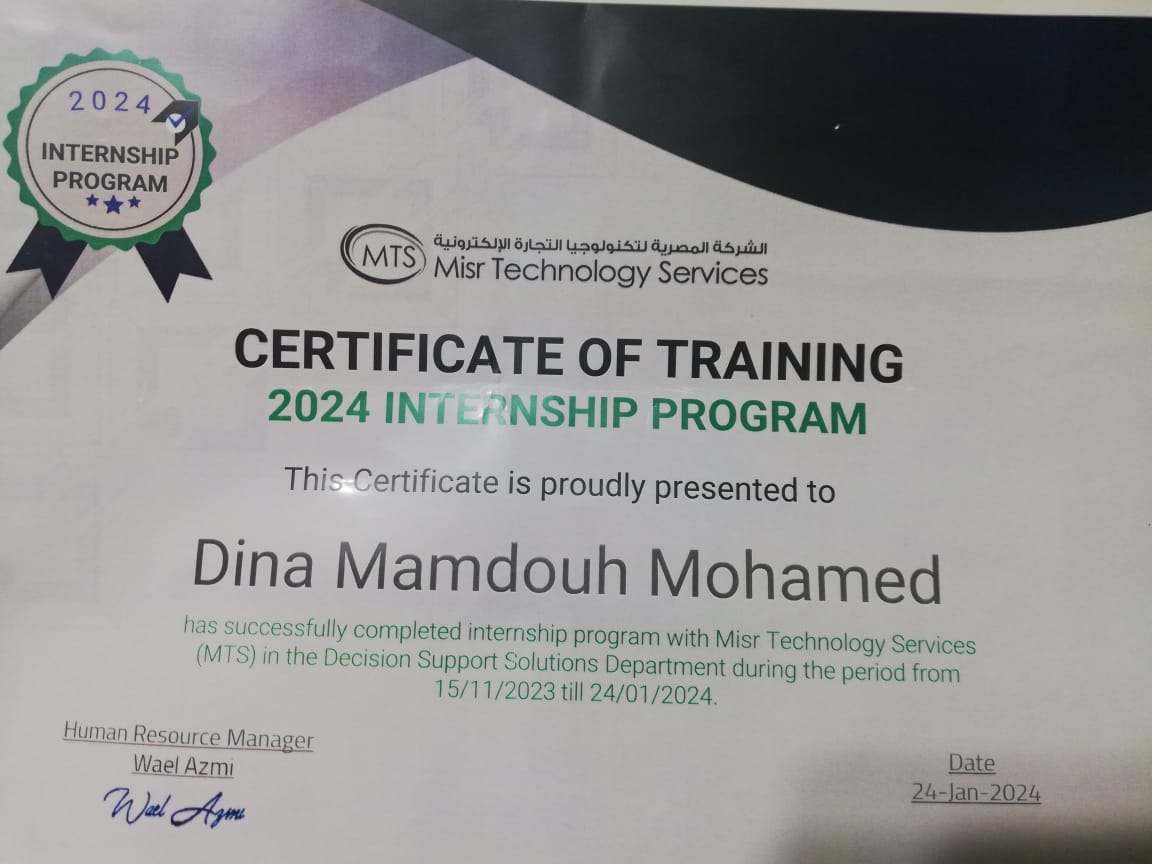 2024
INTERNSHIP
PROGRAM
MTS
الشركة المصرية لتكنولوجيا التجارة الإلكترونية
Misr Technology Services
CERTIFICATE OF TRAINING
2024 INTERNSHIP PROGRAM
This Certificate is proudly presented to
Dina Mamdouh Mohamed
has successfully completed internship program with Misr Technology Services
(MTS) in the Decision Support Solutions Department during the period from
15/11/2023 till 24/01/2024.
Human Resource Manager
Wael Azmi
Wael Azmi
Date
24-Jan-2024